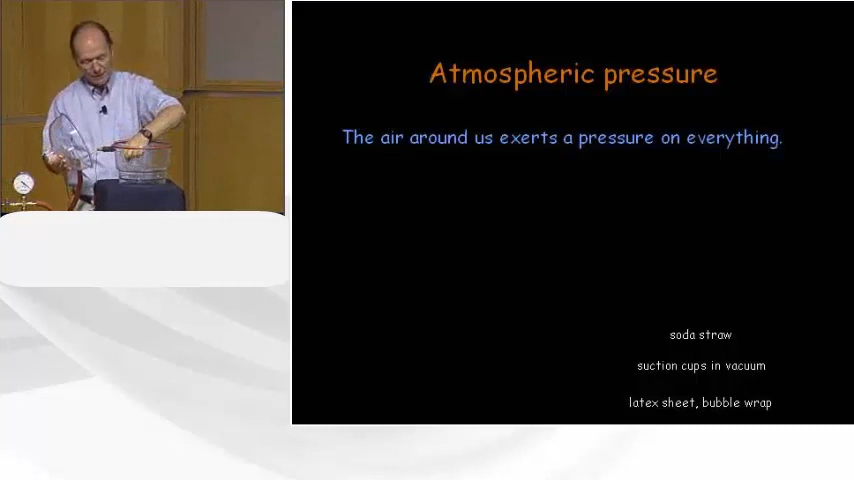 Atmospheric pressure
The air around us exerts a pressure on everything.
soda straw
suction cups in vacuum
latex sheet, bubble wrap